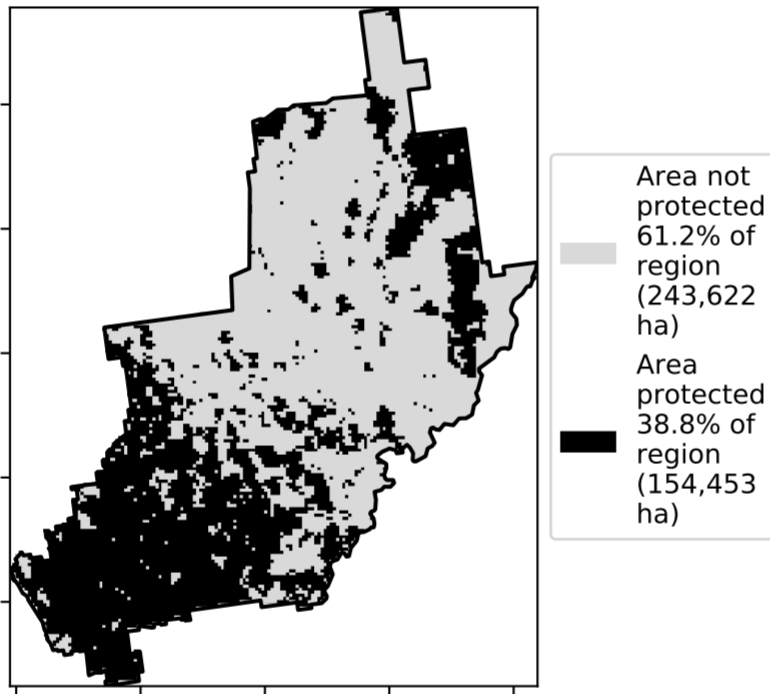 Area not
protected
61.2% of
region
(243,622
ha)
Area
protected
38.8% of
region
(154,453
ha)